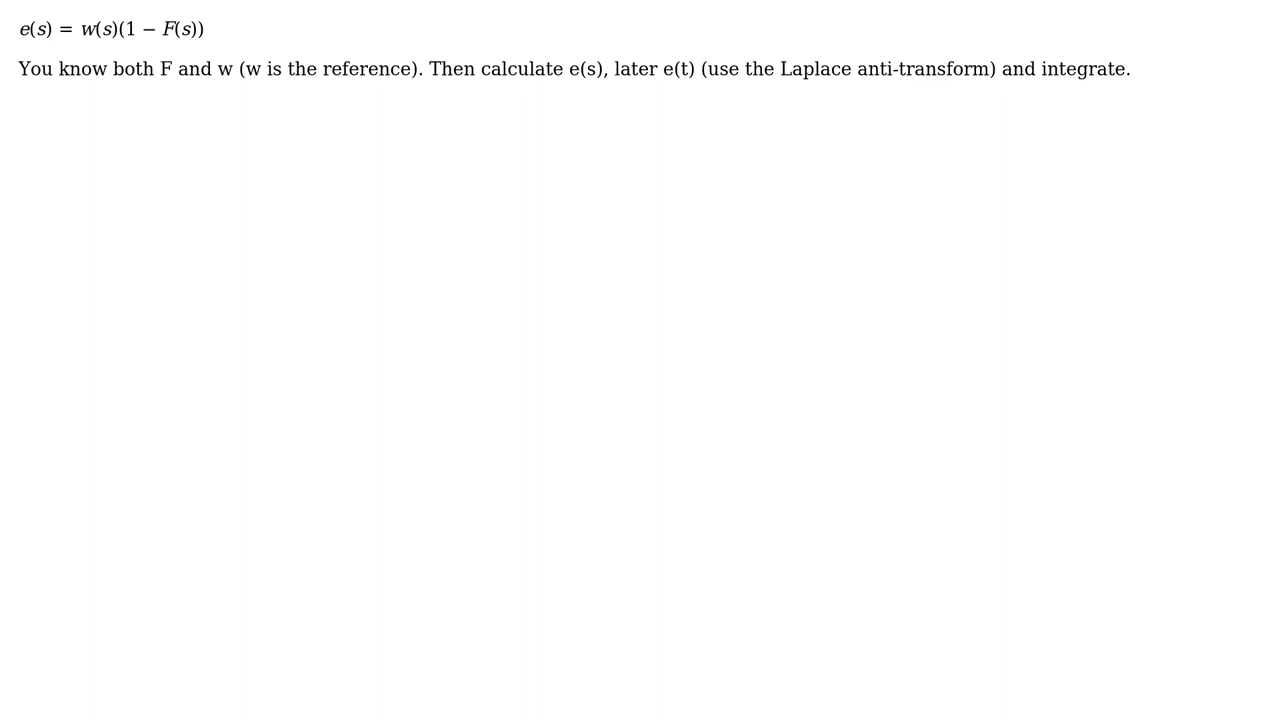 e(s) = w(s)(1 − F(s))
You know both F and w (w is the reference). Then calculate e(s), later e(t) (use the Laplace anti-transform) and integrate.